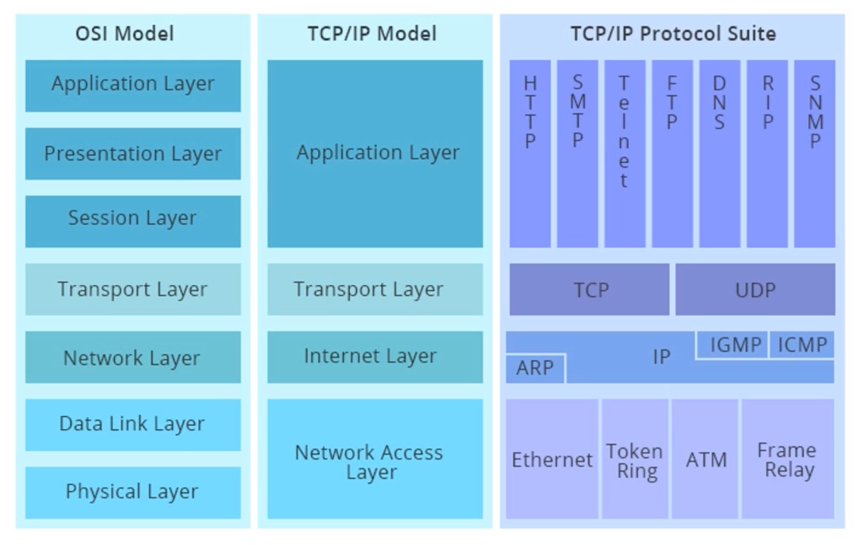 OSI Model
Application Layer
Presentation Layer
Session Layer
Transport Layer
Network Layer
Data Link Layer
Physical Layer
TCP/IP Model
Application Layer
Transport Layer
Internet Layer
Network Access
Layer
TCP/IP Protocol Suite
HTTP
SMTP
Telnet
FTP
DNS
RIP
SNMP
TCP
UDP
ARP
IP
IGMP
ICMP
Ethernet
Token
Ring
ATM
Frame
Relay